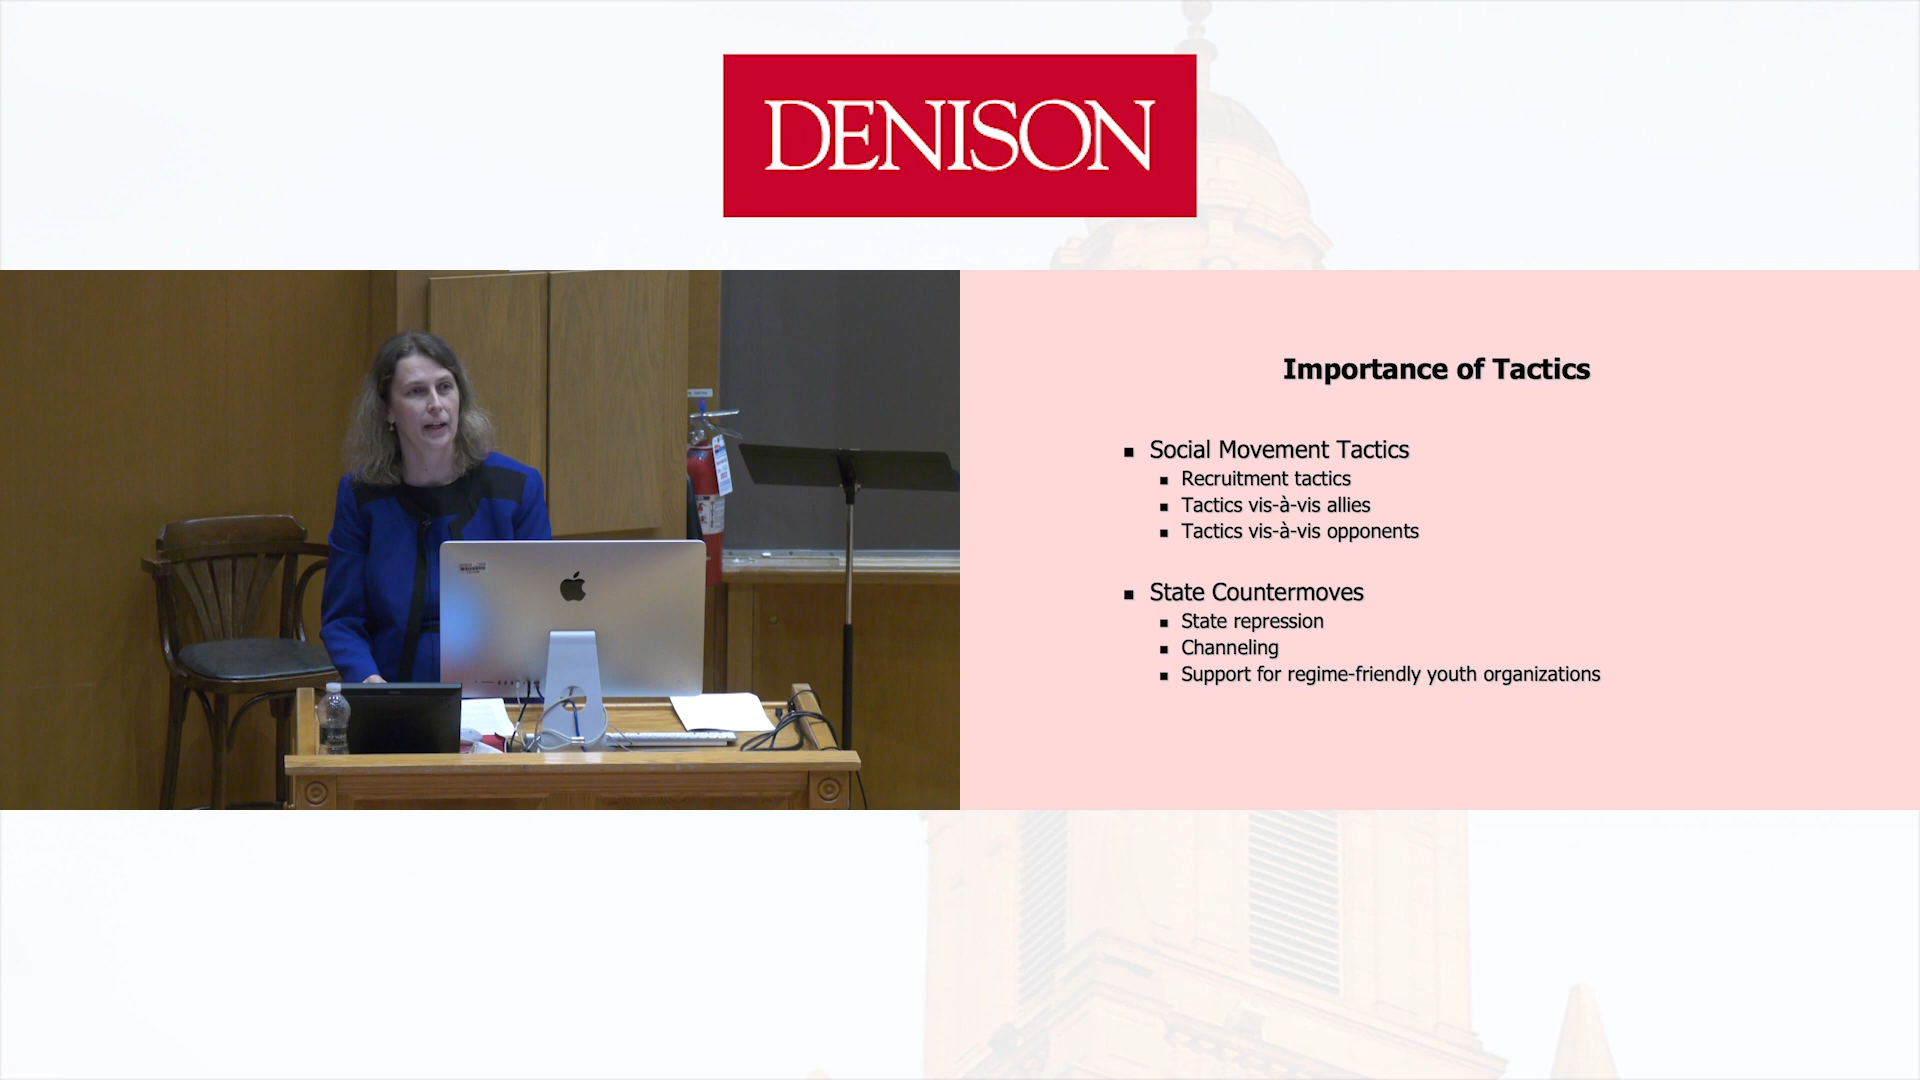 DENISON
Importance of Tactics
▪ Social Movement Tactics
▪ Recruitment tactics
▪ Tactics vis-à-vis allies
▪ Tactics vis-à-vis opponents
▪ State Countermoves
▪ State repression
▪ Channeling
▪ Support for regime-friendly youth organizations